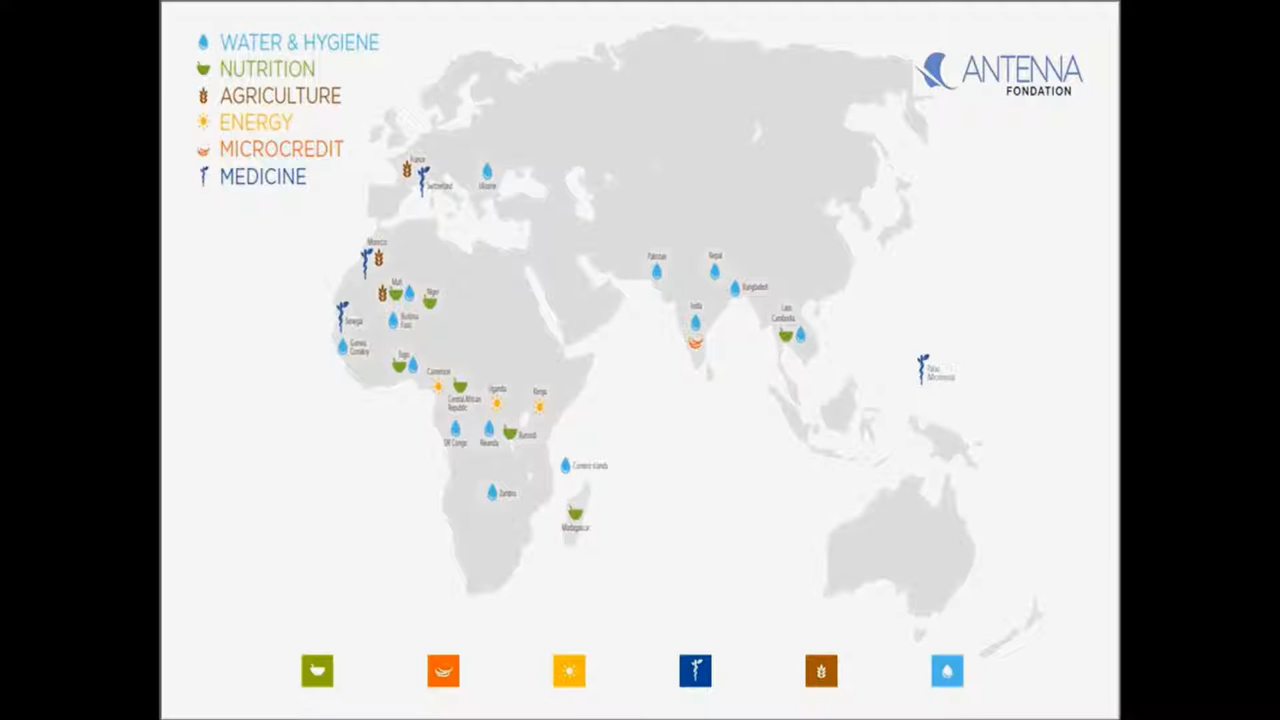 WATER & HYGIENE
NUTRITION
AGRICULTURE
ENERGY
MICROCREDIT
MEDICINE
ANTENNA
FONDATION
France
Switzerland
Ukraine
Morocco
Mali
Niger
Burkina
Faso
Senegal
Guinea
Conakry
Togo
Cameroon
Central African
Republic
Uganda
Kenya
DR Congo
Rwanda
Burundi
Comoro Islands
Zambia
Madagascar
Pakistan
Nepal
Bangladesh
India
Laos
Cambodia
Palau
(Micronesia)